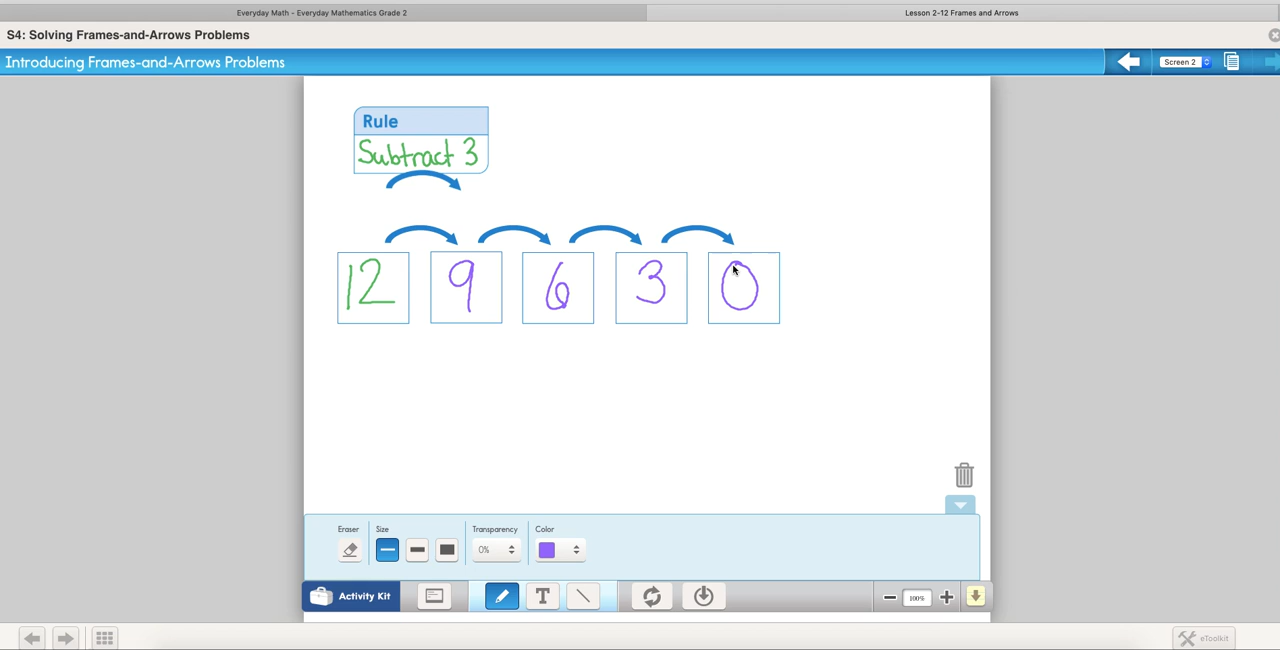 Everyday Math - Everyday Mathematics Grade 2
Lesson 2-12 Frames and Arrows
S4: Solving Frames-and-Arrows Problems
Introducing Frames-and-Arrows Problems
Screen 2
Rule
Subtract 3
12 9 6 3 0
Eraser Size Transparency Color
0%
Activity Kit
T
100%
eToolkit